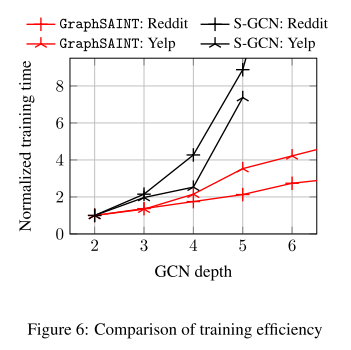 GraphSAINT: Reddit S-GCN: Reddit
GraphSAINT: Yelp S-GCN: Yelp
Normalized training time
8
6
4
2
0
2 3 4 5 6
GCN depth
Figure 6: Comparison of training efficiency